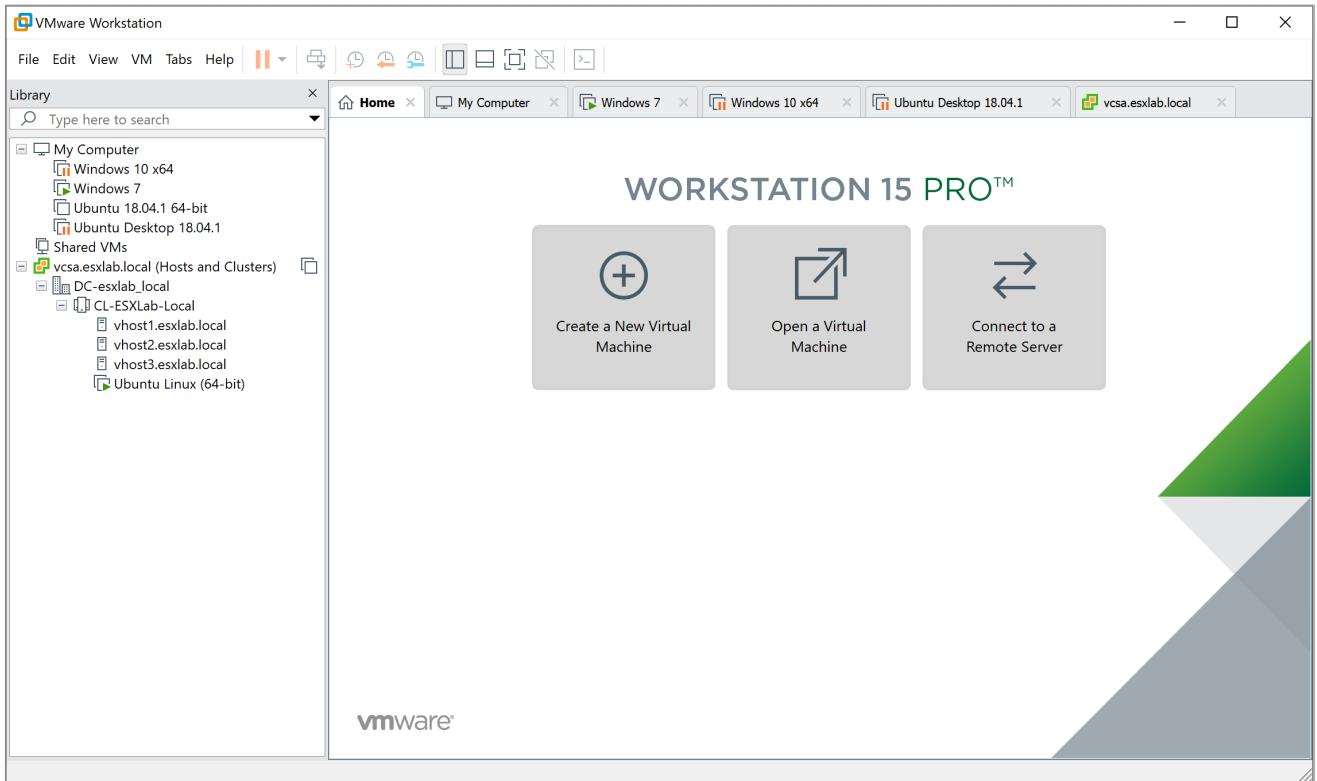 VMware Workstation
File Edit View VM Tabs Help
Library
Type here to search
My Computer
Windows 10 x64
Windows 7
Ubuntu 18.04.1 64-bit
Ubuntu Desktop 18.04.1
Shared VMs
vcsa.esxlab.local (Hosts and Clusters)
DC-esxlab_local
CL-ESXLab-Local
vhost1.esxlab.local
vhost2.esxlab.local
vhost3.esxlab.local
Ubuntu Linux (64-bit)
Home My Computer Windows 7 Windows 10 x64 Ubuntu Desktop 18.04.1 vcsa.esxlab.local
WORKSTATION 15 PRO™
Create a New Virtual
Machine
Open a Virtual
Machine
Connect to a
Remote Server
vmware®